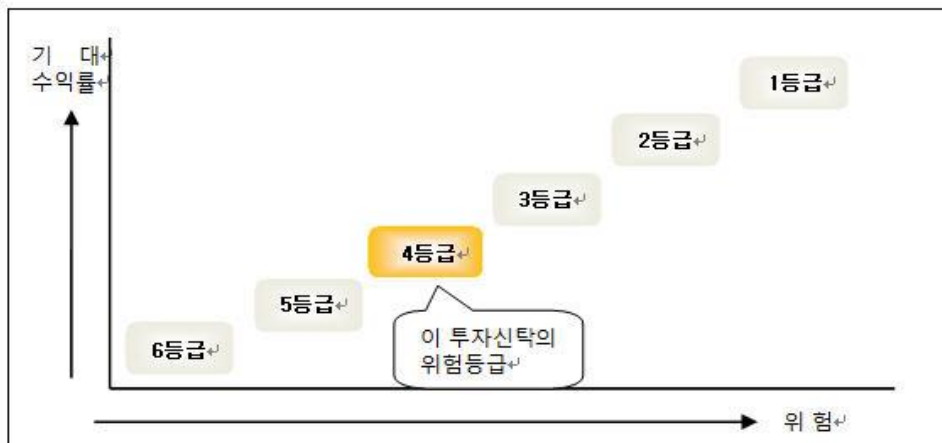 기 대↵
수익률↵
1등급↵
2등급↵
3등급↵
4등급↵
5등급↵
6등급↵
이 투자신탁의
위험등급↵
위 험↵